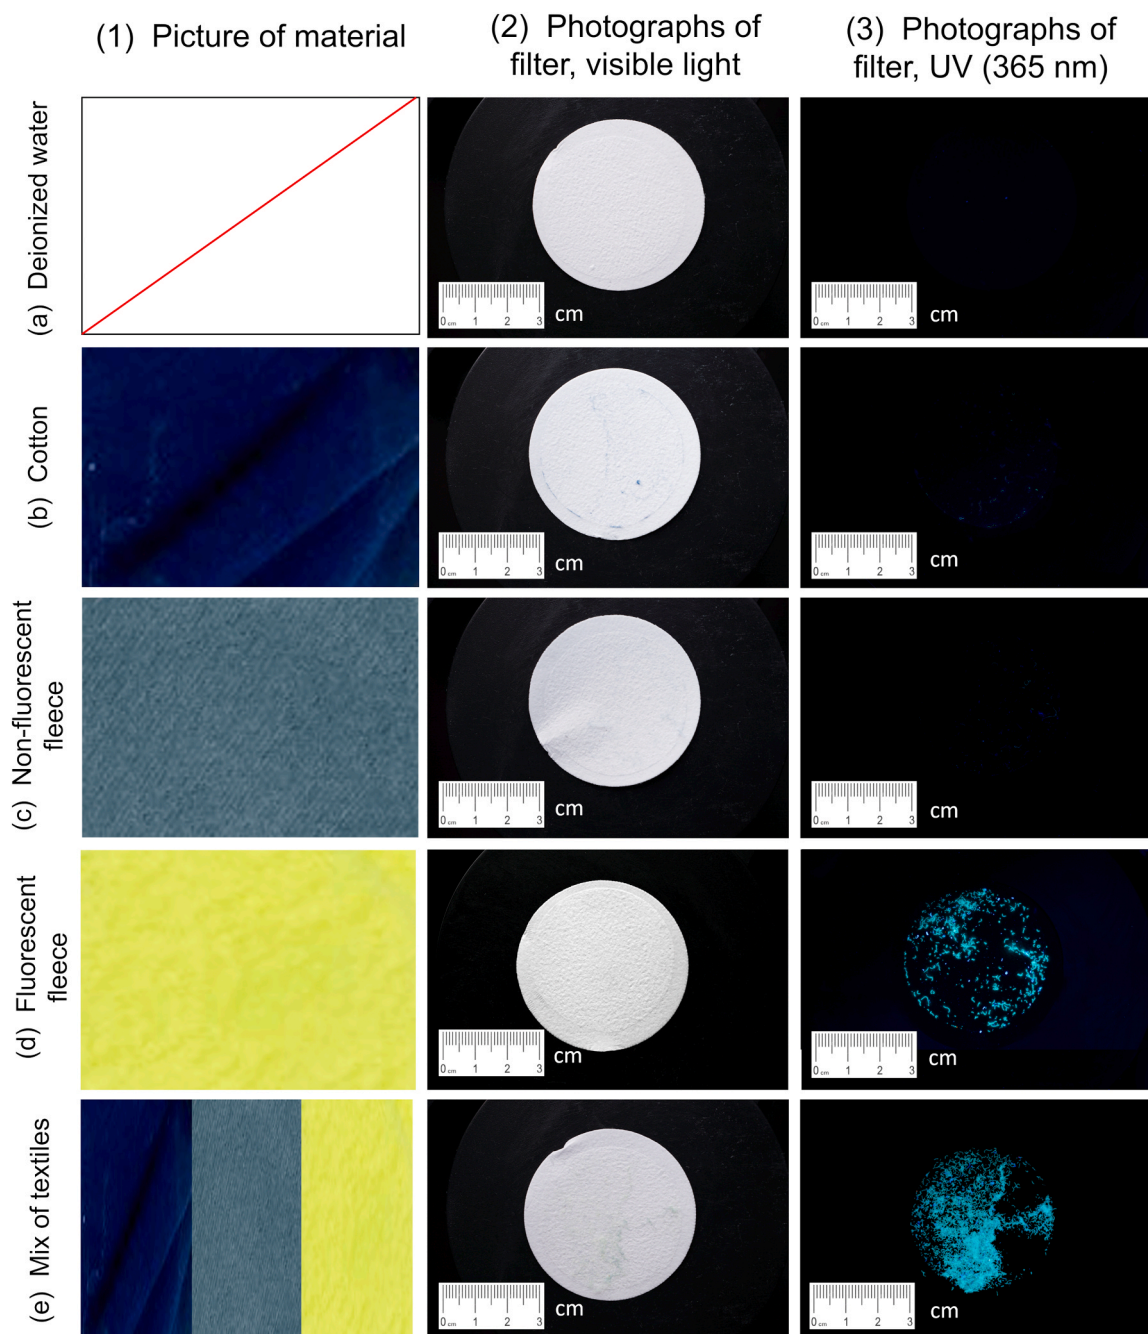 (1) Picture of material
(2) Photographs of
filter, visible light
(3) Photographs of
filter, UV (365 nm)
(a) Deionized water
0 cm 1 2 3
cm
0 cm 1 2 3
cm
(b) Cotton
0 cm 1 2 3
cm
0 cm 1 2 3
cm
(c) Non-fluorescent
fleece
0 cm 1 2 3
cm
0 cm 1 2 3
cm
(d) Fluorescent
fleece
0 cm 1 2 3
cm
0 cm 1 2 3
cm
(e) Mix of textiles
0 cm 1 2 3
cm
0 cm 1 2 3
cm